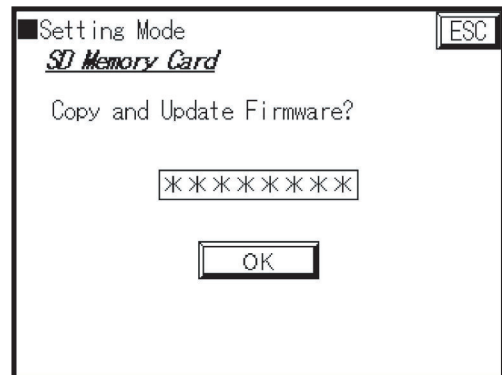 ■Setting Mode
ESC
SD Memory Card
Copy and Update Firmware?
********
OK